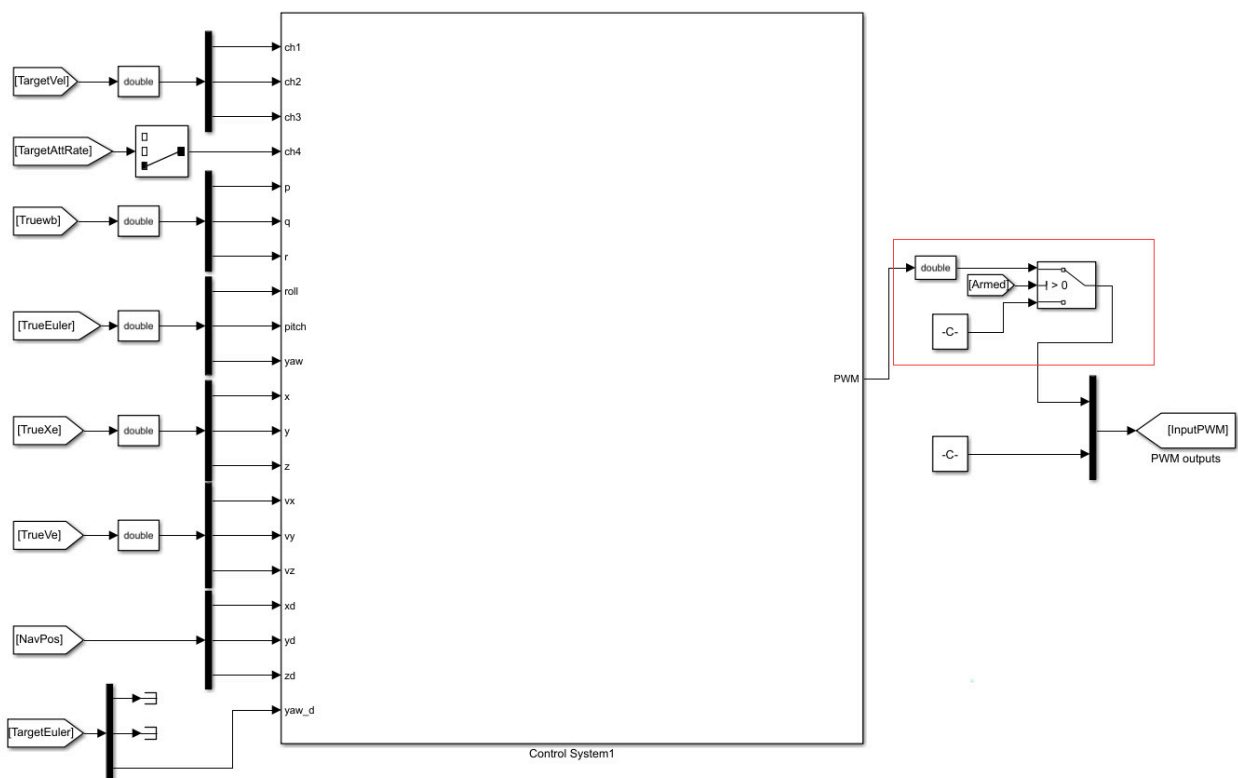 [TargetVel]
double
ch1
ch2
ch3
[TargetAttRate]
ch4
[Truewb]
double
p
q
r
[TrueEuler]
double
roll
pitch
yaw
[TrueXe]
double
x
y
z
[TrueVe]
double
vx
vy
vz
[NavPos]
xd
yd
zd
[TargetEuler]
yaw_d
Control System1
PWM
double
[Armed]
> 0
-C-
-C-
[InputPWM]
PWM outputs